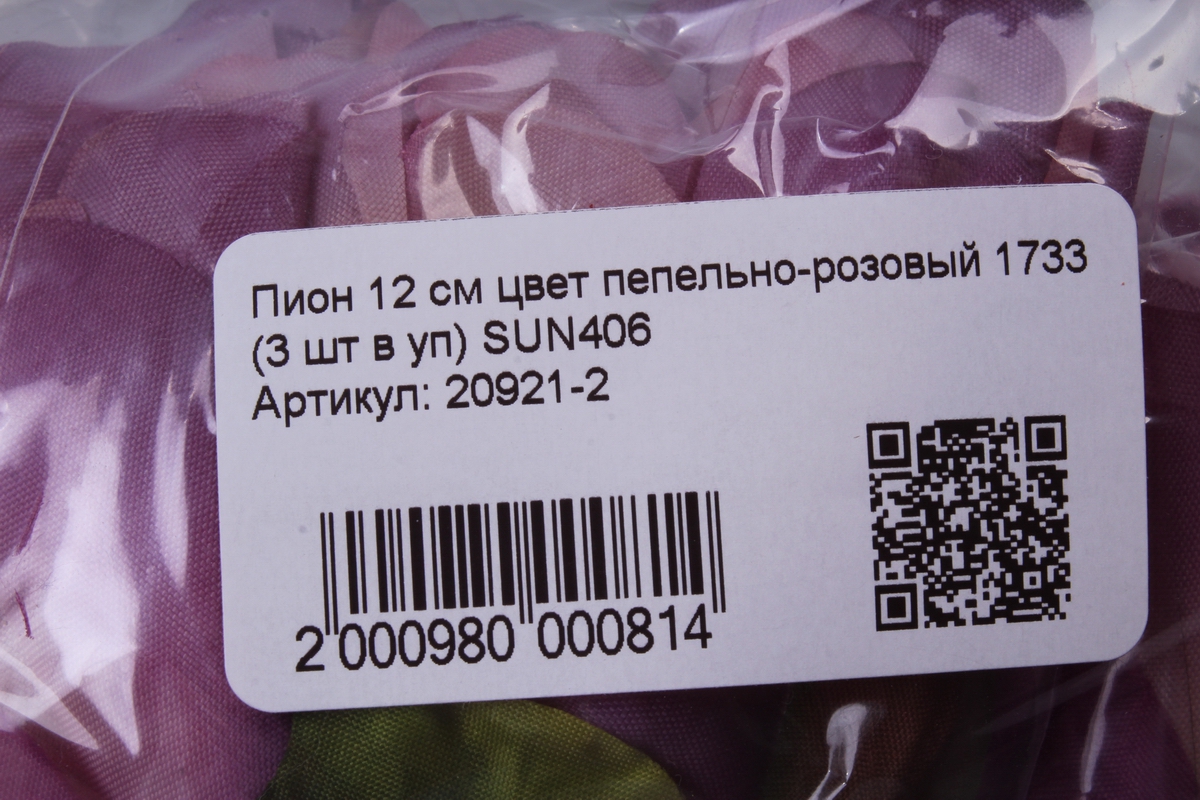 Пион 12 см цвет пепельно-розовый 1733
(3 шт в уп) SUN406
Артикул: 20921-2
2 000980 000814